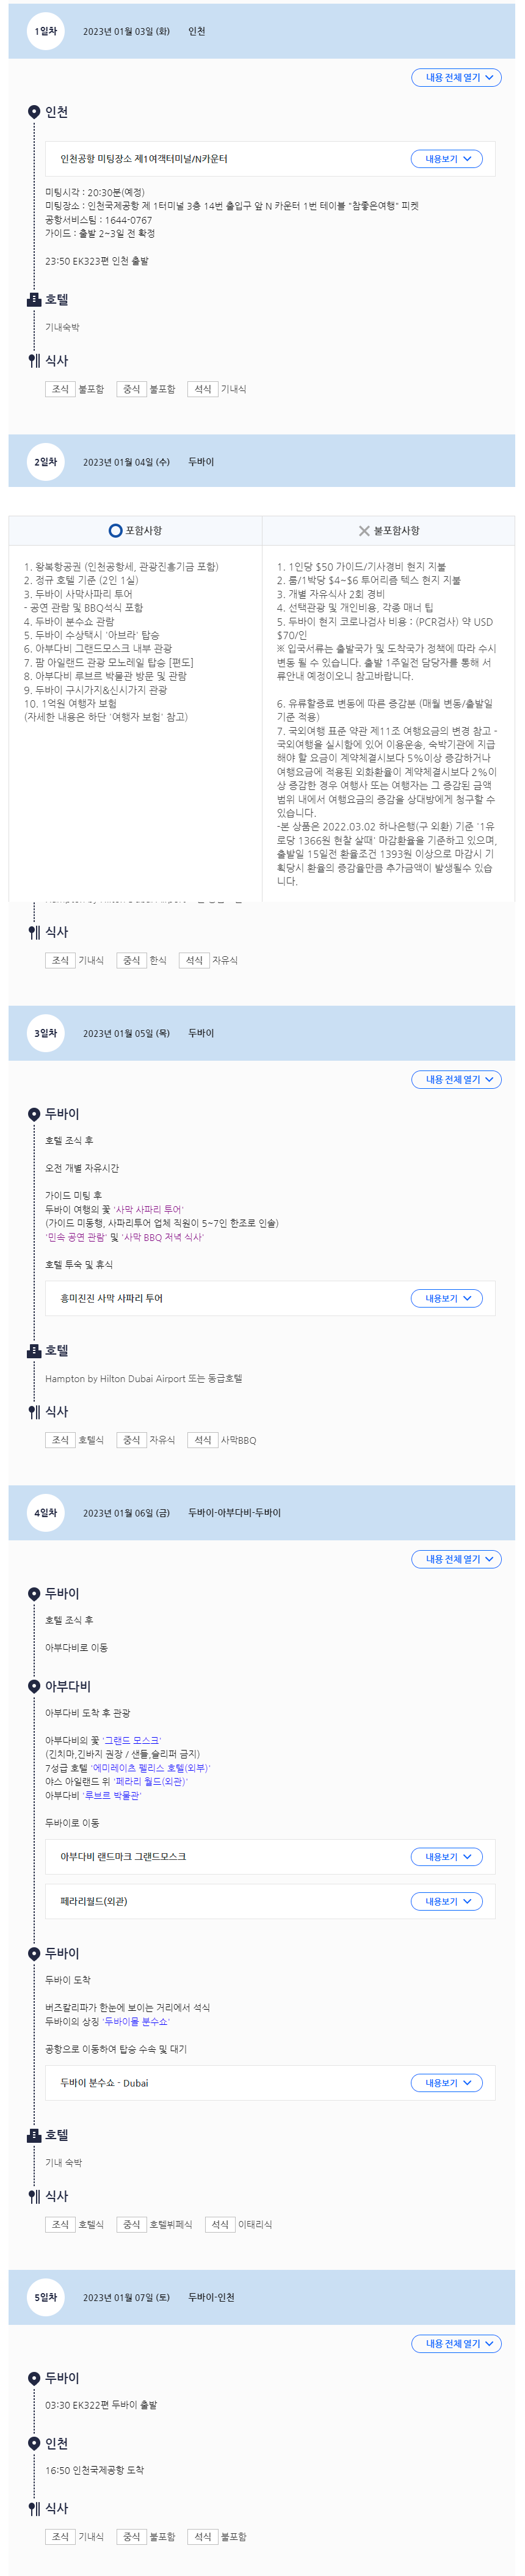 1일차 2023년 01월 03일 (화) 인천
내용 전체 열기
인천
인천공항 미팅장소 제1여객터미널/N카운터 내용보기
미팅시각 : 20:30분(예정)
미팅장소 : 인천국제공항 제 1터미널 3층 14번 출입구 앞 N 카운터 1번 테이블 "참좋은여행" 피켓
공항서비스팀 : 1644-0767
가이드 : 출발 2~3일 전 확정
23:50 EK323편 인천 출발
호텔
기내숙박
식사
조식 불포함 중식 불포함 석식 기내식
2일차 2023년 01월 04일 (수) 두바이
포함사항
1. 왕복항공권 (인천공항세, 관광진흥기금 포함)
2. 정규 호텔 기준 (2인 1실)
3. 두바이 사막사파리 투어
- 공연 관람 및 BBQ석식 포함
4. 두바이 분수쇼 관람
5. 두바이 수상택시 '아브라' 탑승
6. 아부다비 그랜드모스크 내부 관광
7. 팜 아일랜드 관광 모노레일 탑승 [편도]
8. 아부다비 루브르 박물관 방문 및 관람
9. 두바이 구시가지&신시가지 관광
10. 1억원 여행자 보험
(자세한 내용은 하단 '여행자 보험' 참고)
불포함사항
1. 1인당 $50 가이드/기사경비 현지 지불
2. 룸/1박당 $4~$6 투어리즘 텍스 현지 지불
3. 개별 자유식사 2회 경비
4. 선택관광 및 개인비용, 각종 매너 팁
5. 두바이 현지 코로나검사 비용 : (PCR검사) 약 USD
$70/인
※ 입국서류는 출발국가 및 도착국가 정책에 따라 수시
변동 될 수 있습니다. 출발 1주일전 담당자를 통해 서
류안내 예정이오니 참고바랍니다.
6. 유류할증료 변동에 따른 증감분 (매월 변동/출발일
기준 적용)
7. 국외여행 표준 약관 제11조 여행요금의 변경 참고 -
국외여행을 실시함에 있어 이용운송, 숙박기관에 지급
해야 할 요금이 계약체결시보다 5%이상 증감하거나
여행요금에 적용된 외화환율이 계약체결시보다 2%이
상 증감한 경우 여행사 또는 여행자는 그 증감된 금액
범위 내에서 여행요금의 증감을 상대방에게 청구할 수
있습니다.
-본 상품은 2022.03.02 하나은행(구 외환) 기준 '1유
로당 1366원 현찰 살때' 마감환율을 기준하고 있으며,
출발일 15일전 환율조건 1393원 이상으로 마감시 기
획당시 환율의 증감율만큼 추가금액이 발생될수 있습
니다.
식사
조식 기내식 중식 한식 석식 자유식
3일차 2023년 01월 05일 (목) 두바이
내용 전체 열기
두바이
호텔 조식 후
오전 개별 자유시간
가이드 미팅 후
두바이 여행의 꽃 '사막 사파리 투어'
(가이드 미동행, 사파리투어 업체 직원이 5~7인 한조로 인솔)
'민속 공연 관람' 및 '사막 BBQ 저녁 식사'
호텔 투숙 및 휴식
흥미진진 사막 사파리 투어 내용보기
호텔
Hampton by Hilton Dubai Airport 또는 동급호텔
식사
조식 호텔식 중식 자유식 석식 사막BBQ
4일차 2023년 01월 06일 (금) 두바이-아부다비-두바이
내용 전체 열기
두바이
호텔 조식 후
아부다비로 이동
아부다비
아부다비 도착 후 관광
아부다비의 꽃 '그랜드 모스크'
(긴치마,긴바지 권장 / 샌들,슬리퍼 금지)
7성급 호텔 '에미레이츠 펠리스 호텔(외부)'
야스 아일랜드 위 '페라리 월드(외관)'
아부다비 '루브르 박물관'
두바이로 이동
아부다비 랜드마크 그랜드모스크 내용보기
페라리월드(외관) 내용보기
두바이
두바이 도착
버즈칼리파가 한눈에 보이는 거리에서 석식
두바이의 상징 '두바이몰 분수쇼'
공항으로 이동하여 탑승 수속 및 대기
두바이 분수쇼 - Dubai 내용보기
호텔
기내 숙박
식사
조식 호텔식 중식 호텔뷔페식 석식 이태리식
5일차 2023년 01월 07일 (토) 두바이-인천
내용 전체 열기
두바이
03:30 EK322편 두바이 출발
인천
16:50 인천국제공항 도착
식사
조식 기내식 중식 불포함 석식 불포함